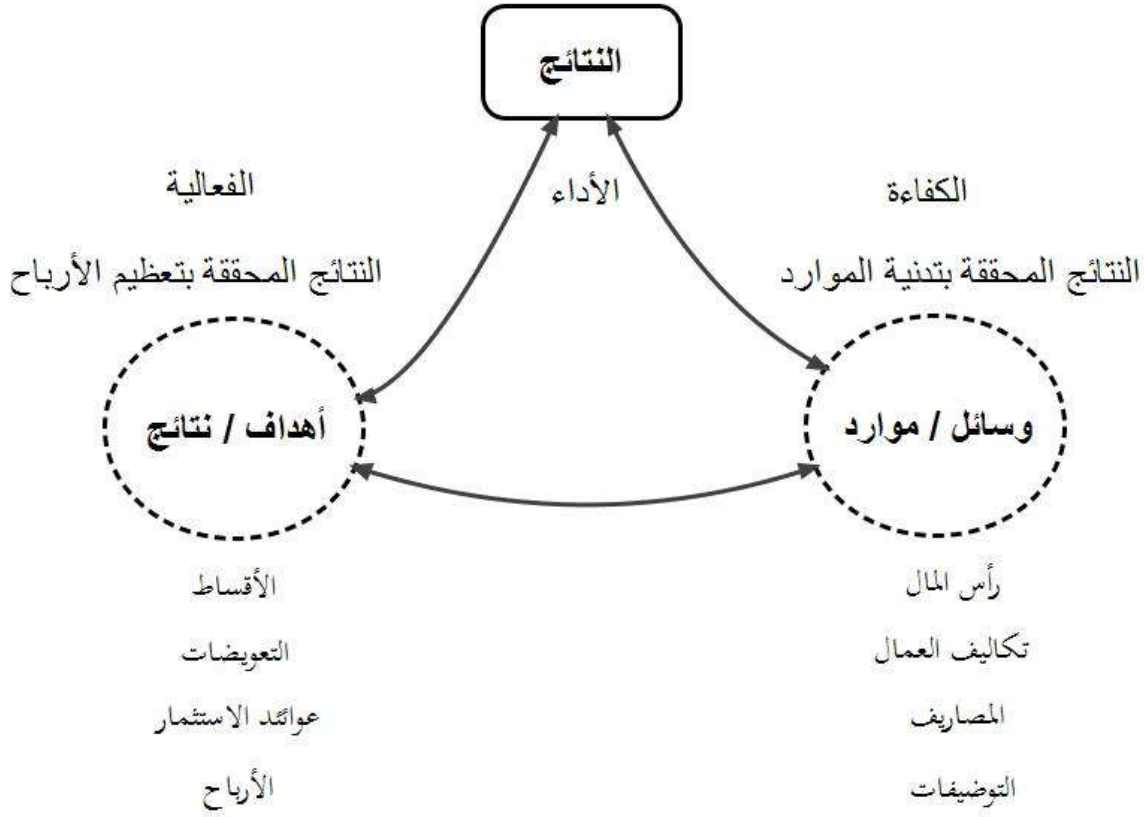 النتائج
الكفاءة
الأداء
الفعالية
النتائج المحققة بتدنية الموارد
النتائج المحققة بتعظيم الأرباح
وسائل / موارد
أهداف / نتائج
رأس المال
الأقساط
تكاليف العمال
التعويضات
المصاريف
عوائد الاستثمار
التوضيفات
الأرباح